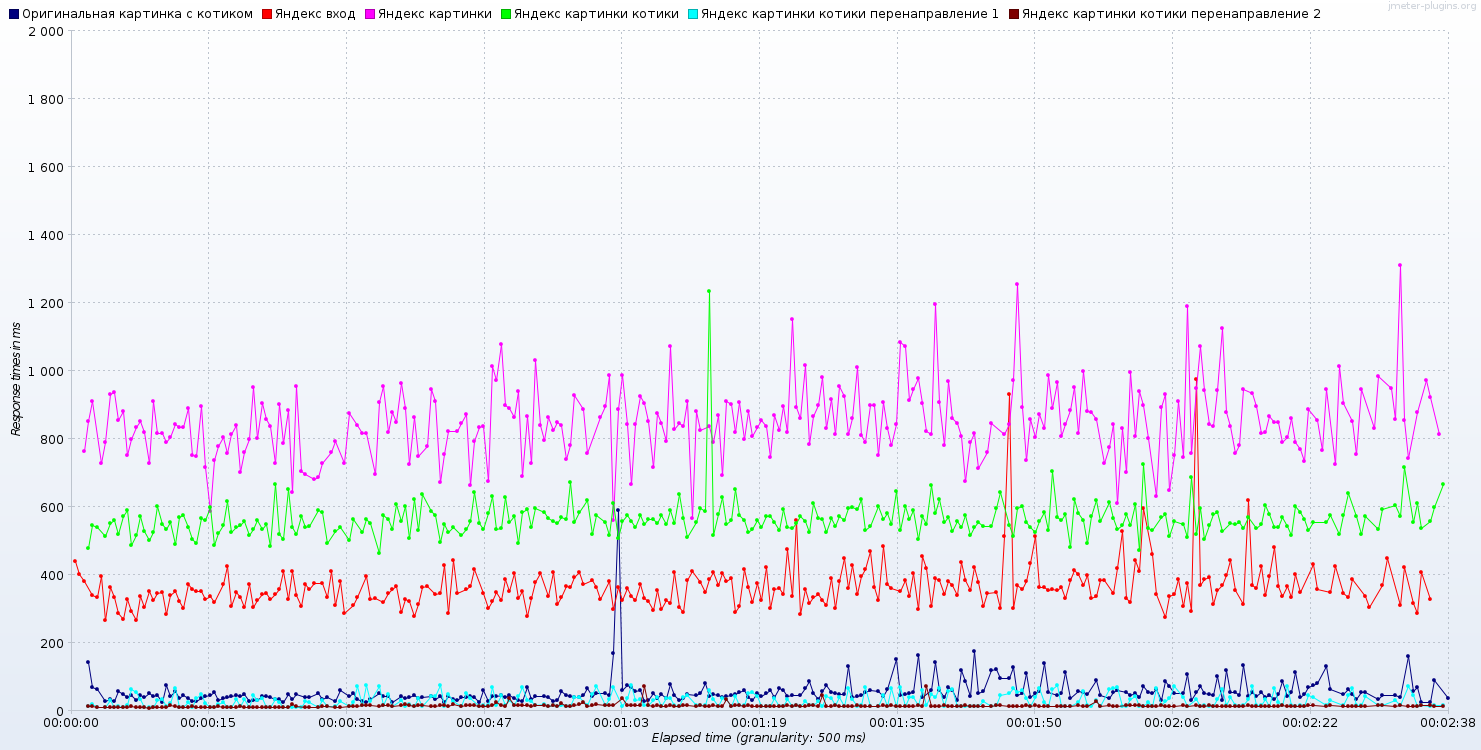 Оригинальная картинка с котиком Яндекс вход Яндекс картинки Яндекс картинки котики Яндекс картинки котики перенаправление 1 Яндекс картинки котики перенаправление 2
jmeter-plugins.org
2 000
1 800
1 600
1 400
1 200
1 000
800
600
400
200
0
Response times in ms
00:00:00 00:00:15 00:00:31 00:00:47 00:01:03 00:01:19 00:01:35 00:01:50 00:02:06 00:02:22 00:02:38
Elapsed time (granularity: 500 ms)